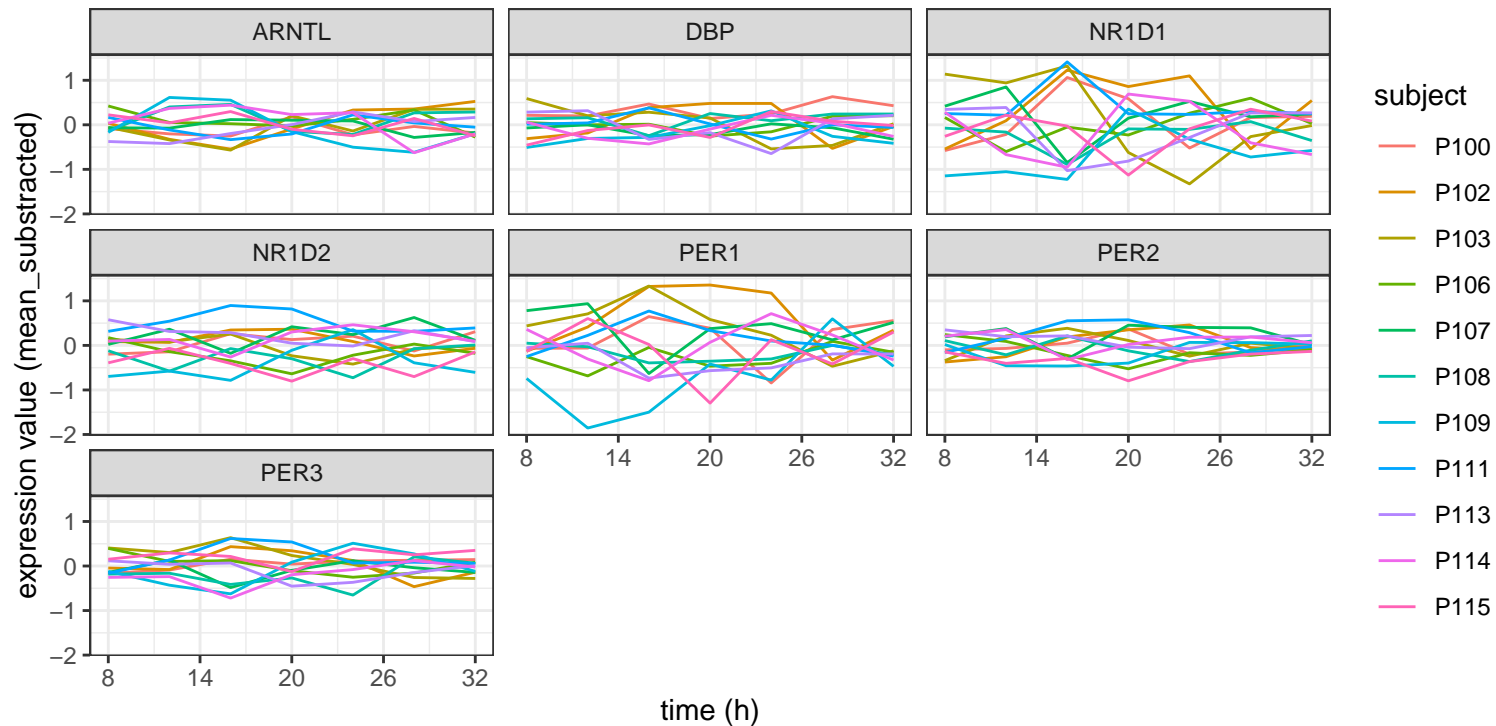 ARNTL
DBP
NR1D1
1
0
−1
−2
NR1D2
PER1
PER2
1
0
−1
−2
8
14
20
26
32
8
14
20
26
32
PER3
1
0
−1
−2
8
14
20
26
32
time (h)
expression value (mean_substracted)
subject
P100
P102
P103
P106
P107
P108
P109
P111
P113
P114
P115